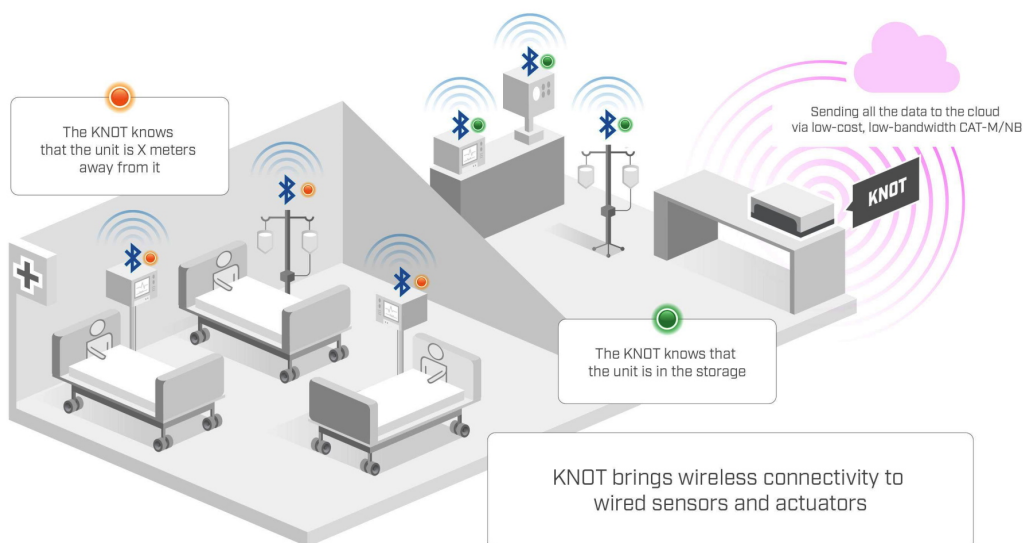 The KNOT knows
that the unit is X meters
away from it
Sending all the data to the cloud
via low-cost, low-bandwidth CAT-M/NB
KNOT
The KNOT knows that
the unit is in the storage
KNOT brings wireless connectivity to
wired sensors and actuators